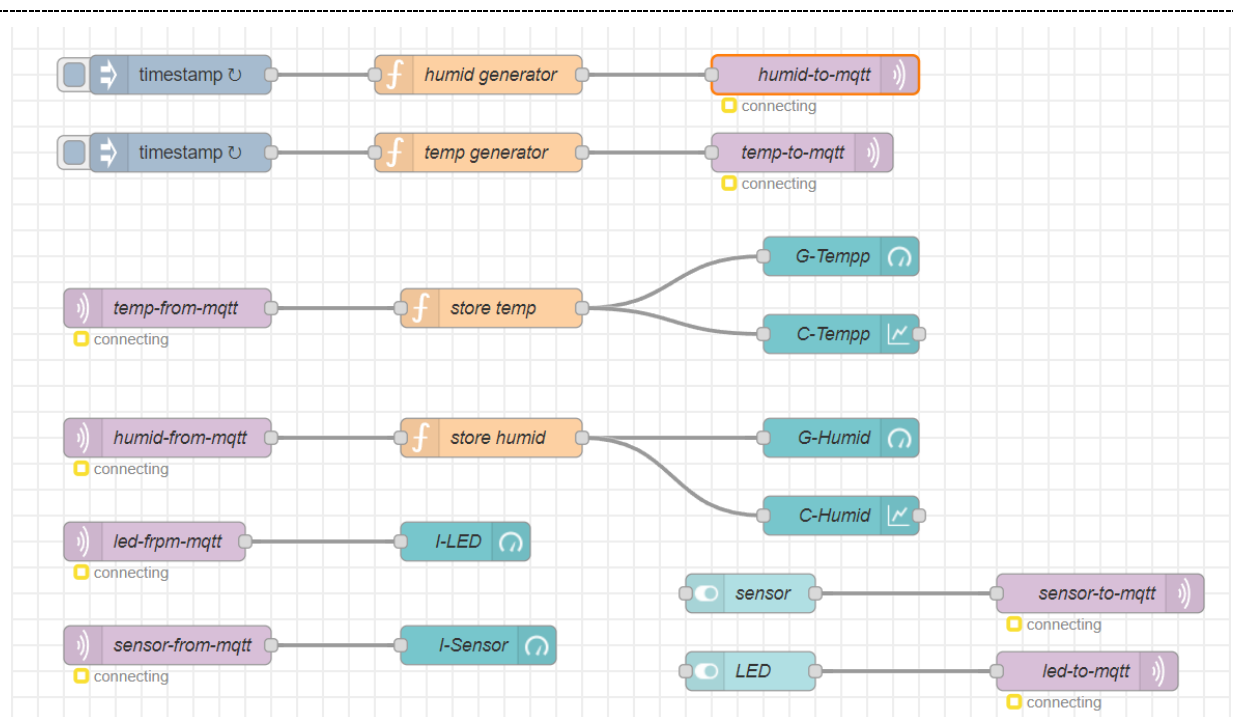 timestamp ↻ humid generator humid-to-mqtt
connecting
timestamp ↻ temp generator temp-to-mqtt
connecting
G-Tempp
temp-from-mqtt store temp
connecting
C-Tempp
humid-from-mqtt store humid G-Humid
connecting
C-Humid
led-frpm-mqtt I-LED
connecting
sensor sensor-to-mqtt
connecting
sensor-from-mqtt I-Sensor
connecting
LED led-to-mqtt
connecting